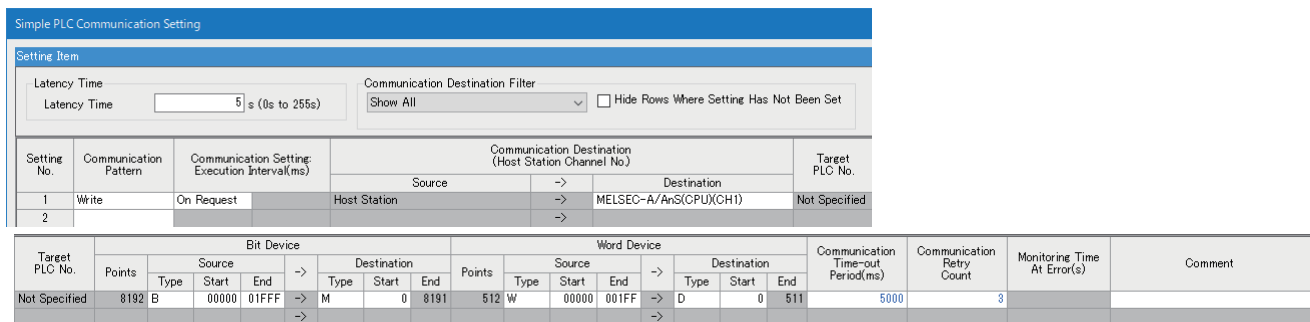 Simple PLC Communication Setting
Setting Item
Latency Time
Latency Time 5 s (0s to 255s)
Communication Destination Filter
Show All Hide Rows Where Setting Has Not Been Set
Setting No. Communication Pattern Communication Setting: Execution Interval(ms) Communication Destination (Host Station Channel No.) Target PLC No.
Source -> Destination
1 Write On Request Host Station -> MELSEC-A/AnS(CPU)(CH1) Not Specified
2 ->
Target PLC No. Bit Device Word Device Communication Time-out Period(ms) Communication Retry Count Monitoring Time At Error(s) Comment
Points Source -> Destination Points Source -> Destination
Type Start End Type Start End Type Start End Type Start End
Not Specified 8192 B 00000 01FFF -> M 0 8191 512 W 00000 001FF -> D 0 511 5000 3
-> ->